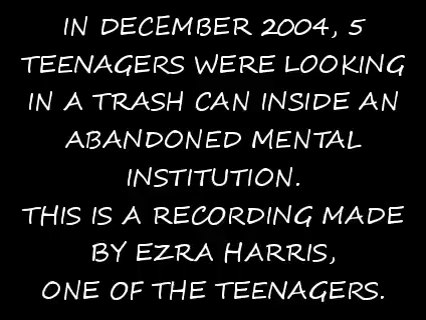 IN DECEMBER 2004, 5
TEENAGERS WERE LOOKING
IN A TRASH CAN INSIDE AN
ABANDONED MENTAL
INSTITUTION.
THIS IS A RECORDING MADE
BY EZRA HARRIS,
ONE OF THE TEENAGERS.